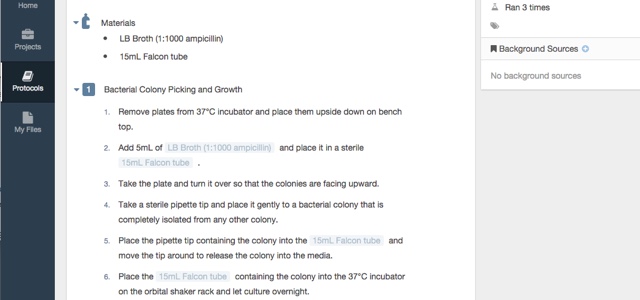 Home
Projects
Protocols
My Files
Materials
LB Broth (1:1000 ampicillin)
15mL Falcon tube
1 Bacterial Colony Picking and Growth
1. Remove plates from 37°C incubator and place them upside down on bench
top.
2. Add 5mL of LB Broth (1:1000 ampicillin) and place it in a sterile
15mL Falcon tube .
3. Take the plate and turn it over so that the colonies are facing upward.
4. Take a sterile pipette tip and place it gently to a bacterial colony that is
completely isolated from any other colony.
5. Place the pipette tip containing the colony into the 15mL Falcon tube and
move the tip around to release the colony into the media.
6. Place the 15mL Falcon tube containing the colony into the 37°C incubator
on the orbital shaker rack and let culture overnight.
Ran 3 times
Background Sources
No background sources